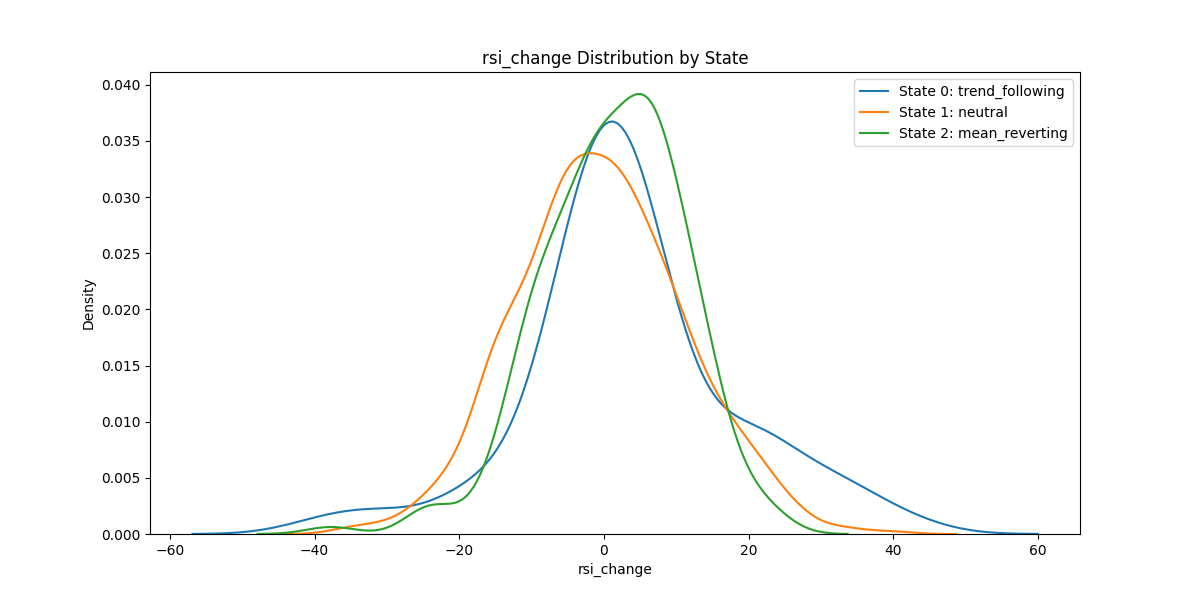 rsi_change Distribution by State
State 0: trend_following
State 1: neutral
State 2: mean_reverting
Density
0.040
0.035
0.030
0.025
0.020
0.015
0.010
0.005
0.000
−60
−40
−20
0
20
40
60
rsi_change